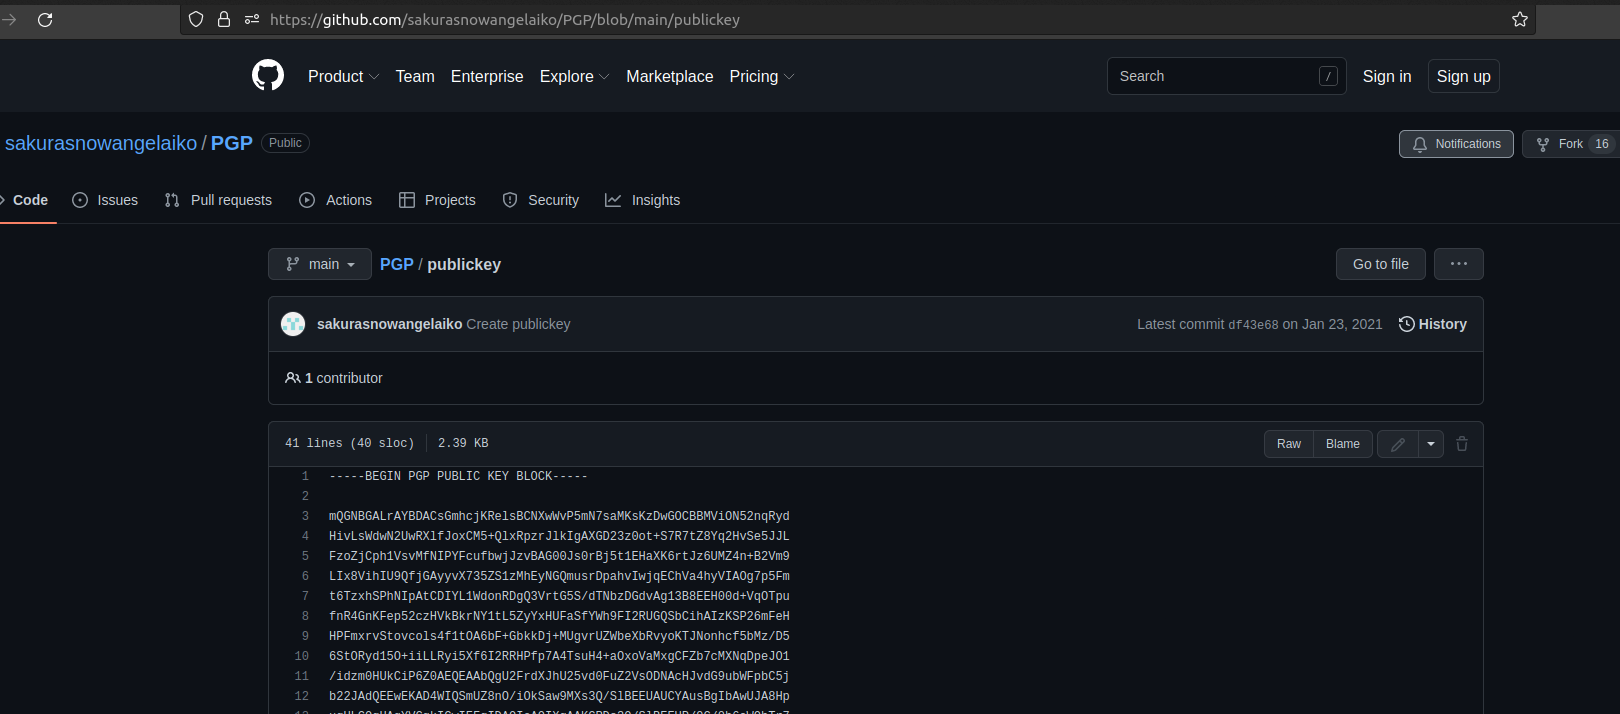 https://github.com/sakurasnowangelaiko/PGP/blob/main/publickey
Product Team Enterprise Explore Marketplace Pricing Search / Sign in Sign up
sakurasnowangelaiko / PGP Public Notifications Fork 16
Code Issues Pull requests Actions Projects Security Insights
main PGP / publickey Go to file ...
sakurasnowangelaiko Create publickey Latest commit df43e68 on Jan 23, 2021 History
1 contributor
41 lines (40 sloc) 2.39 KB Raw Blame
1 -----BEGIN PGP PUBLIC KEY BLOCK-----
2
3 mQGNBGALrAYBDACsGmhcjKRelsBCNXwWvP5mN7saMKsKzDwGOCBBMViON52nqRyd
4 HivLsWdwN2UwRXlfJoxCM5+QlxRpzrJlkIgAXGD23z0ot+S7R7tZ8Yq2HvSe5JJL
5 FzoZjCph1VsvMfNIPYFcufbwjJzvBAG00Js0rBj5t1EHaXK6rtJz6UMZ4n+B2Vm9
6 LIx8VihIU9QfjGAyyvX735ZS1zMhEyNGQmusrDpahvIwjqEChVa4hyVIAOg7p5Fm
7 t6TzxhSPhNIpAtCDIYL1WdonRDgQ3VrtG5S/dTNbzDGdvAg13B8EEH00d+VqOTpu
8 fnR4GnKFep52czHVkBkrNY1tL5ZyYxHUFaSfYWh9FI2RUGQSbCihAIzKSP26mFeH
9 HPFmxrvStovcols4f1tOA6bF+GbkkDj+MUgvrUZWbeXbRvyoKTJNonhcf5bMz/D5
10 6StORyd15O+iiLLRyi5Xf6I2RRHPfp7A4TsuH4+aOxoVaMxgCFZb7cMXNqDpeJO1
11 /idzm0HUkCiP6Z0AEQEAAbQgU2FrdXJhU25vd0FuZ2VsODNAcHJvdG9ubWFpbC5j
12 b22JAdQEEwEKAD4WIQSmUZ8nO/iOkSaw9MXs3Q/SlBEEUAUCYAusBgIbAwUJA8Hp